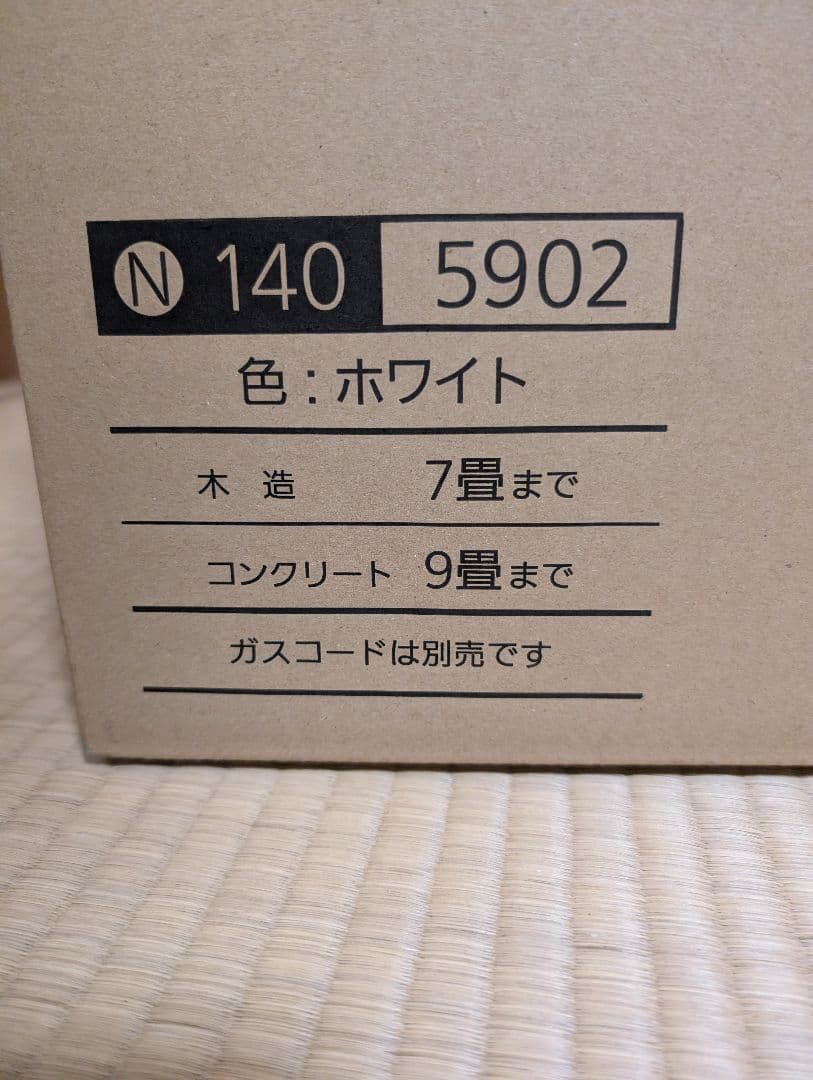 Ⓝ 140 5902
色:ホワイト
木 造 7畳まで
コンクリート 9畳まで
ガスコードは別売です